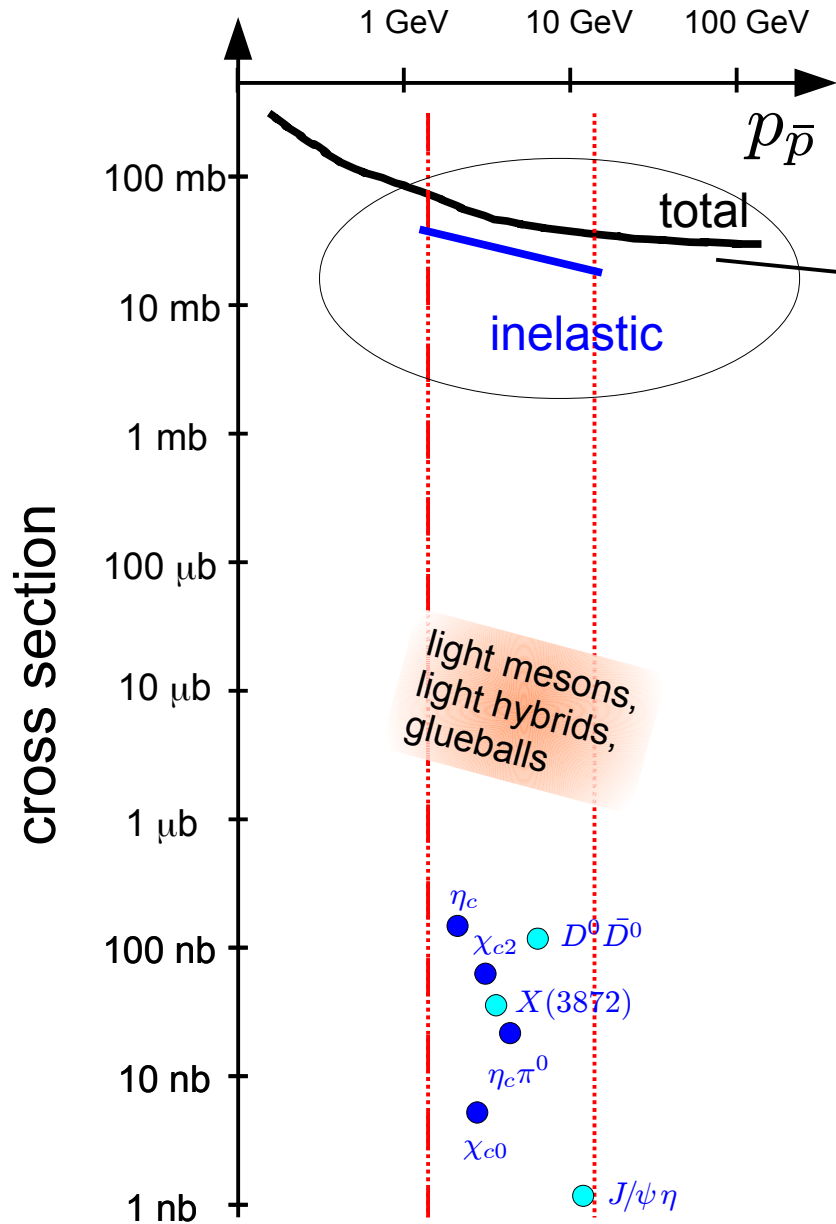 1 GeV
10 GeV
100 GeV
p_p̄
100 mb
total
10 mb
inelastic
1 mb
100 μb
light mesons,
light hybrids,
glueballs
10 μb
1 μb
cross section
η_c
D⁰D̄⁰
100 nb
χ_c2
X(3872)
η_cπ⁰
10 nb
χ_c0
J/ψ η
1 nb